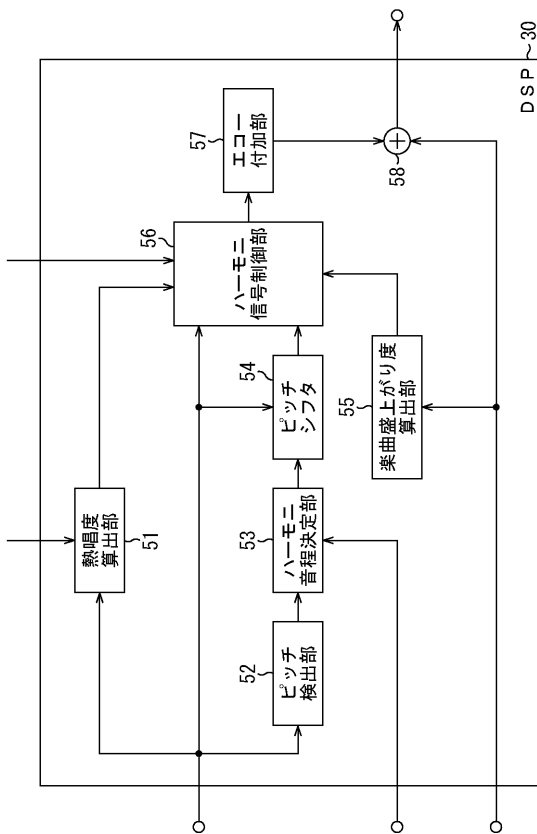 熱唱度
算出部
51
ピッチ
検出部
52
ハーモニ
音程決定部
53
ピッチ
シフタ
54
楽曲盛上がり度
算出部
55
ハーモニ
信号制御部
56
エコー
付加部
57
58
DSP 30